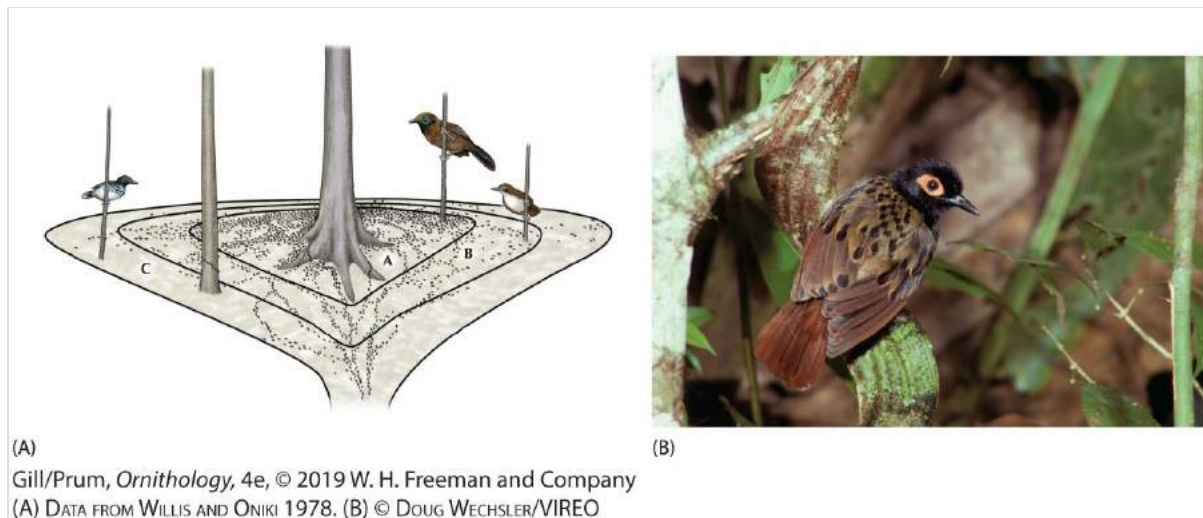 A
B
C
(A)
(B)
Gill/Prum, Ornithology, 4e, © 2019 W. H. Freeman and Company
(A) DATA FROM WILLIS AND ONIKI 1978. (B) © DOUG WECHSLER/VIREO